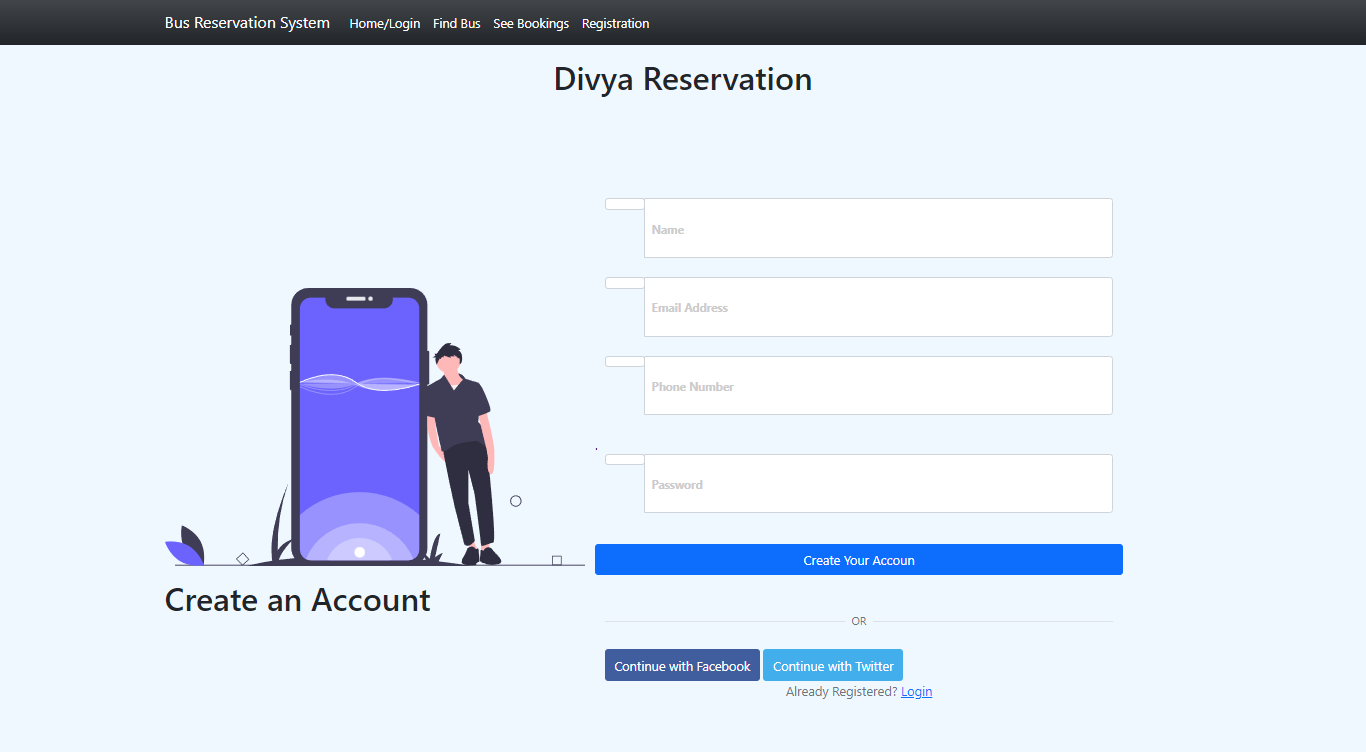 Bus Reservation System Home/Login Find Bus See Bookings Registration
Divya Reservation
Name
Email Address
Phone Number
Password
Create Your Accoun
Create an Account
OR
Continue with Facebook Continue with Twitter
Already Registered? Login